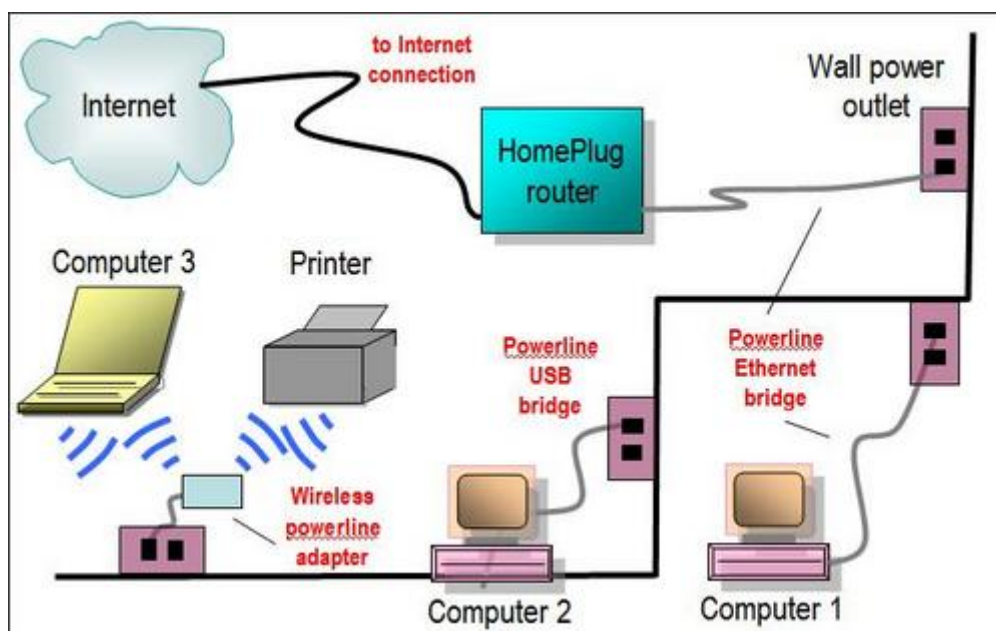 to Internet
connection
Internet
Wall power
outlet
HomePlug
router
Computer 3
Printer
Powerline
USB
bridge
Powerline
Ethernet
bridge
Wireless
powerline
adapter
Computer 2
Computer 1